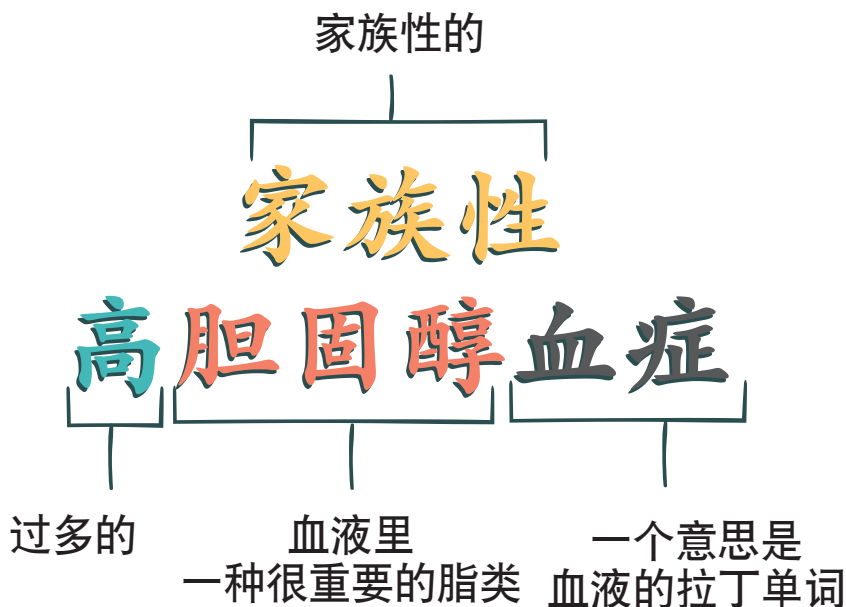 家族性的
家族性
高胆固醇血症
过多的
血液里
一种很重要的脂类
一个意思是
血液的拉丁单词